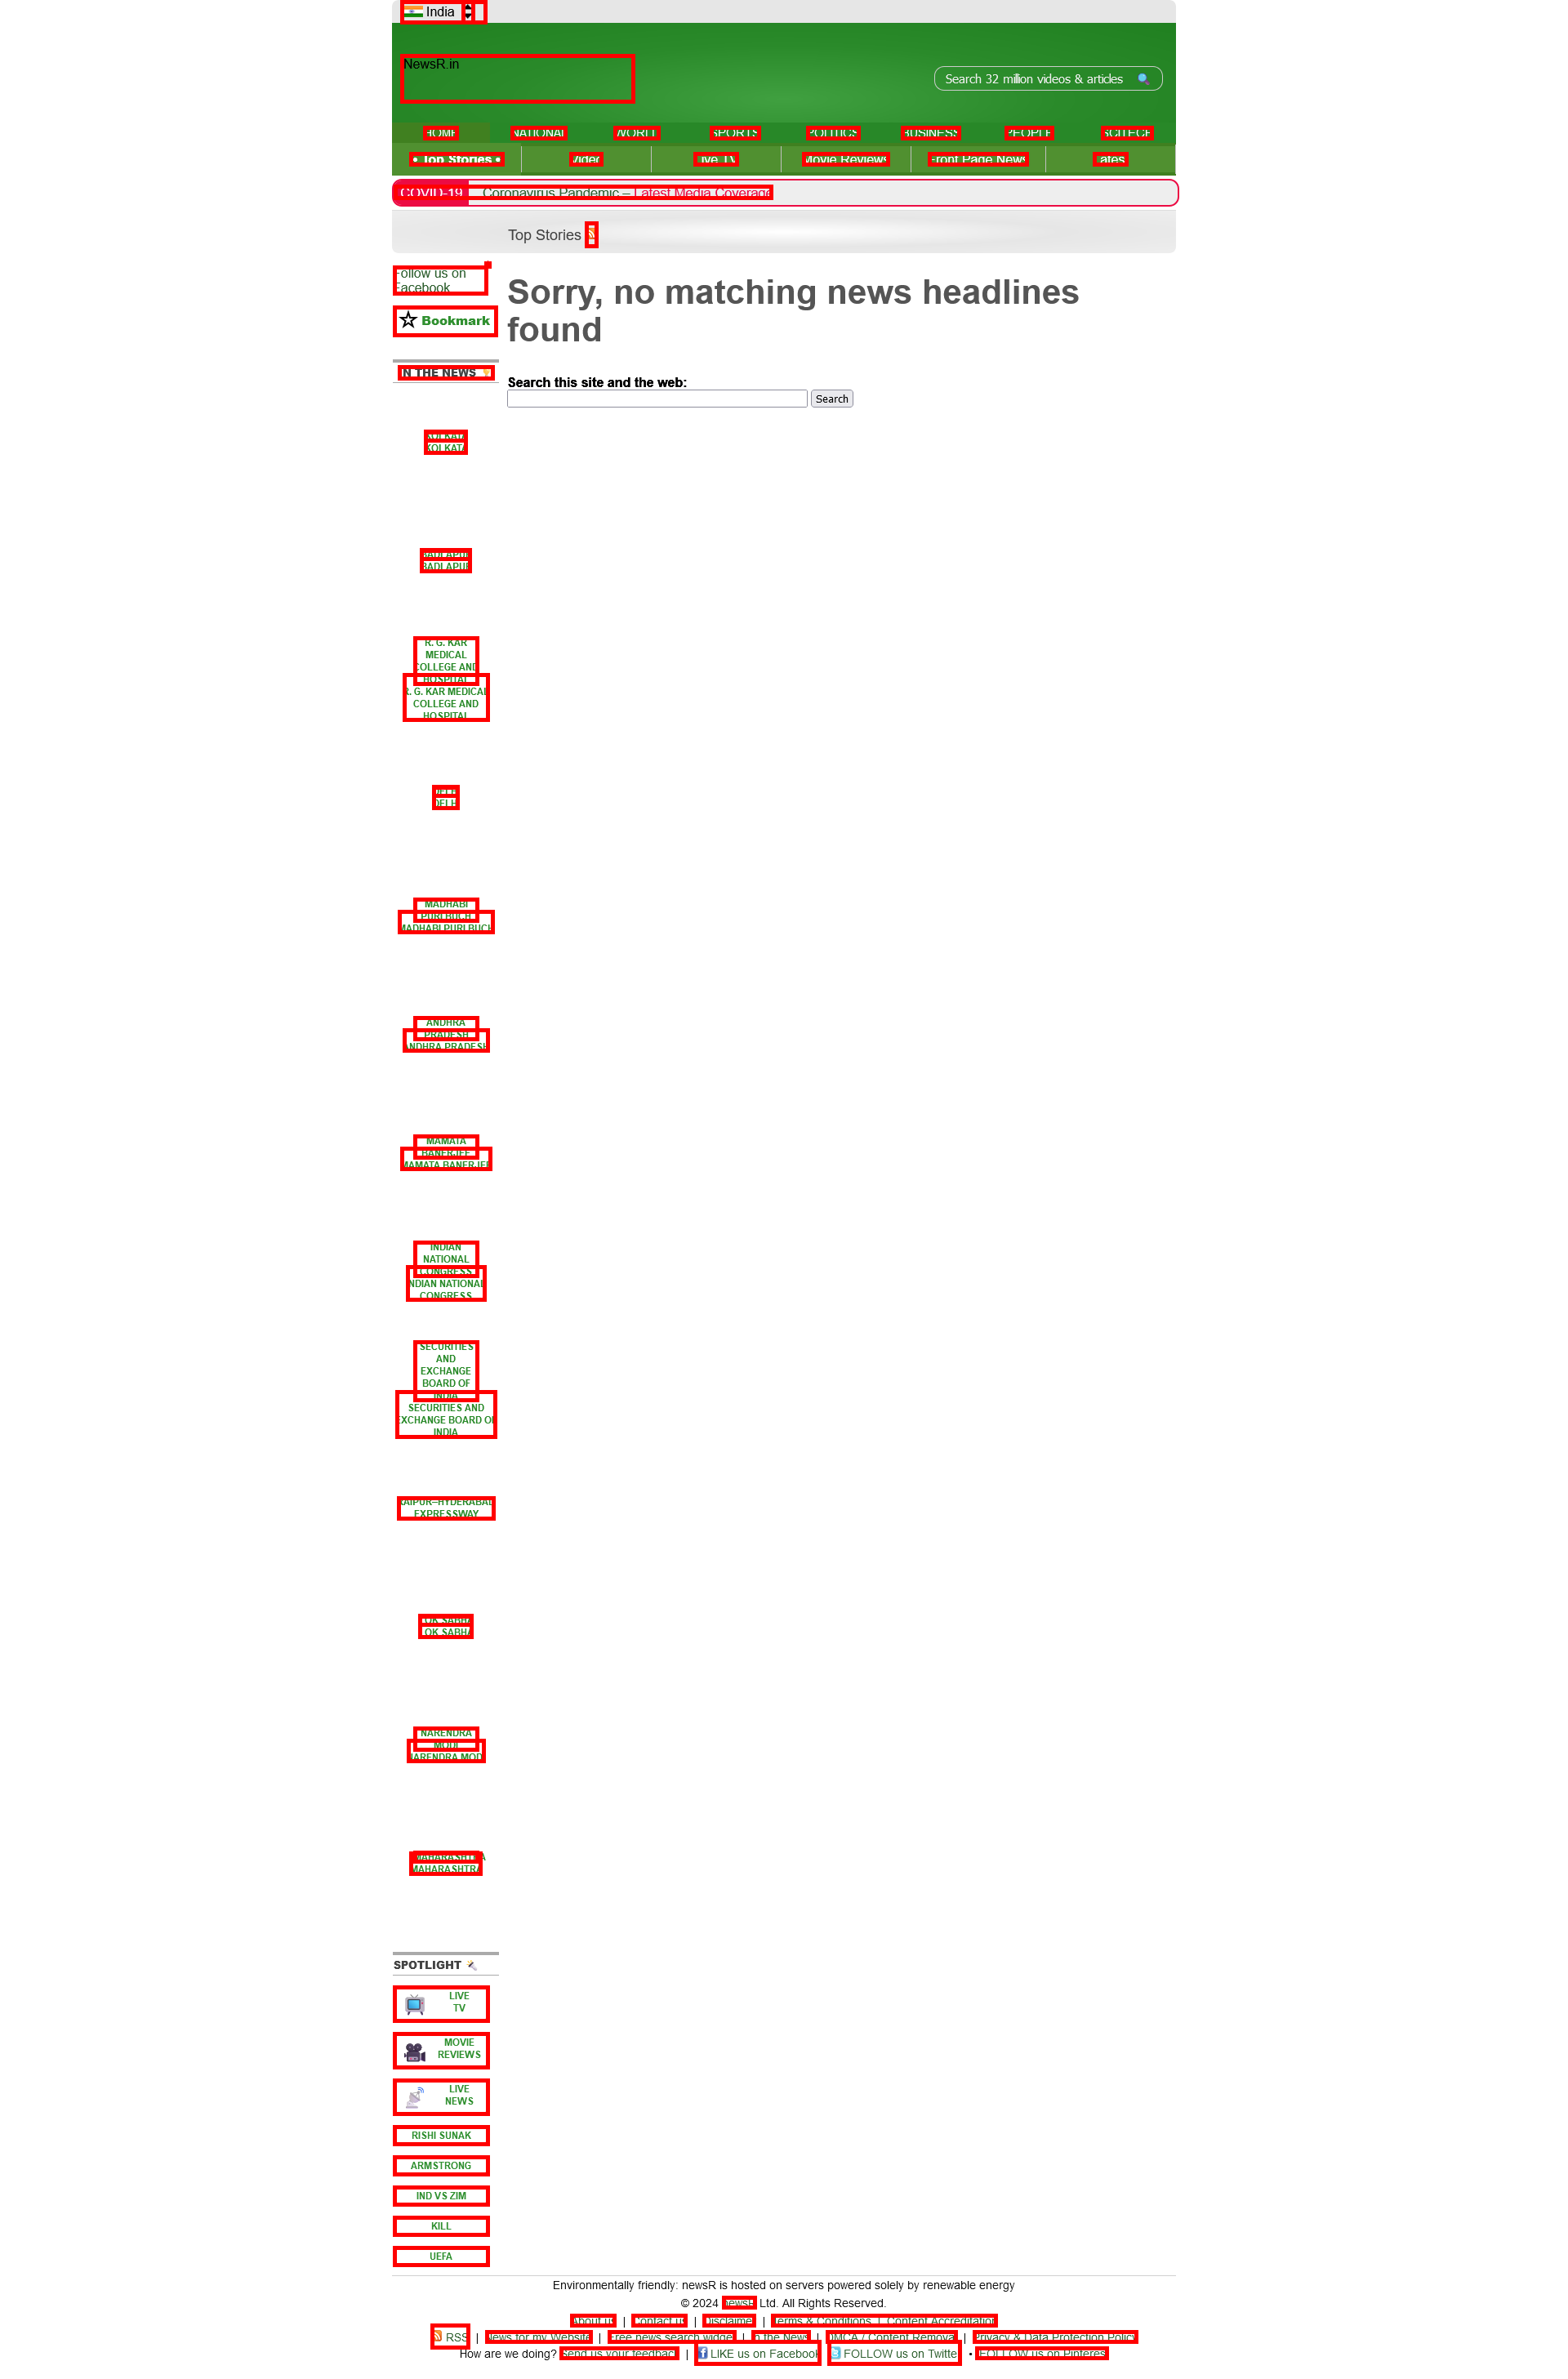 India
NewsR.in
Search 32 million videos & articles
HOME NATIONAL WORLD SPORTS POLITICS BUSINESS PEOPLE SCITECH
• Top Stories • Video Live TV Movie Reviews Front Page News Latest
COVID-19 Coronavirus Pandemic – Latest Media Coverage
Top Stories
Follow us on
Facebook
Bookmark
Sorry, no matching news headlines
found
IN THE NEWS
Search this site and the web:
Search
KOLKATA
KOLKATA
BADLAPUR
BADLAPUR
R. G. KAR
MEDICAL
COLLEGE AND
HOSPITAL
R. G. KAR MEDICAL
COLLEGE AND
HOSPITAL
DELHI
DELHI
MADHABI
PURI BUCH
MADHABI PURI BUCH
ANDHRA
PRADESH
ANDHRA PRADESH
MAMATA
BANERJEE
MAMATA BANERJEE
INDIAN
NATIONAL
CONGRESS
INDIAN NATIONAL
CONGRESS
SECURITIES
AND
EXCHANGE
BOARD OF
INDIA
SECURITIES AND
EXCHANGE BOARD OF
INDIA
EXPRESSWAY
LOK SABHA
LOK SABHA
NARENDRA
MODI
NARENDRA MODI
MAHARASHTRA
MAHARASHTRA
SPOTLIGHT
LIVE
TV
MOVIE
REVIEWS
LIVE
NEWS
RISHI SUNAK
ARMSTRONG
IND VS ZIM
KILL
UEFA
Environmentally friendly: newsR is hosted on servers powered solely by renewable energy
© 2024 NewsR Ltd. All Rights Reserved.
About us | Contact us | Disclaimer | Terms & Conditions | Content Accreditation
RSS | News for my Website | Free news search widget | In the News | DMCA / Content Removal | Privacy & Data Protection Policy
How are we doing? Send us your feedback | LIKE us on Facebook FOLLOW us on Twitter • FOLLOW us on Pinterest